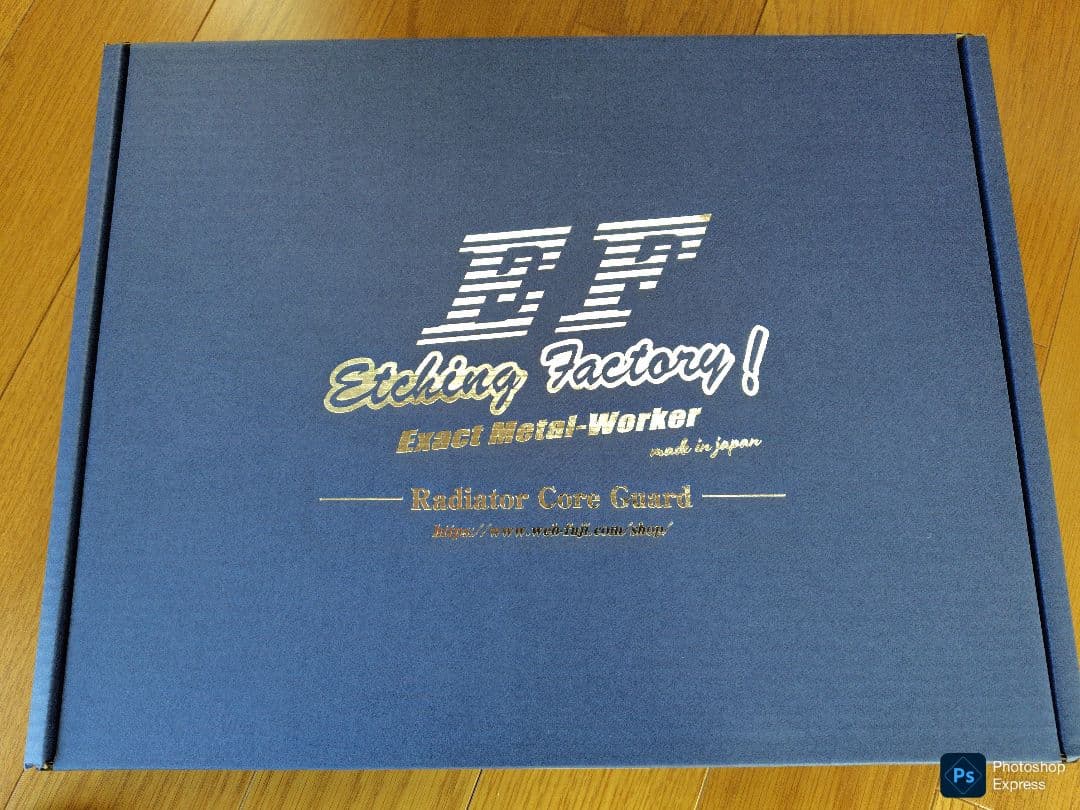 EF
Etching Factory!
Exact Metal-Worker
made in japan
Radiator Core Guard
https://www.web-fuji.com/shop/
Ps
Photoshop
Express